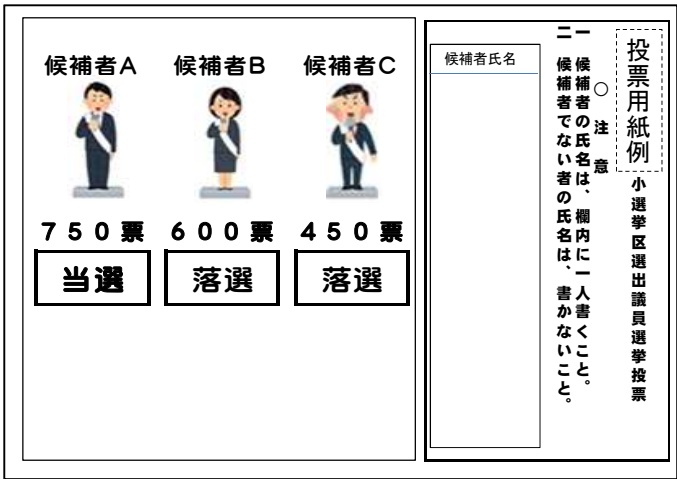 候補者A 候補者B 候補者C
750票 600票 450票
当選 落選 落選
投票用紙例
小選挙区選出議員選挙投票
○注意
一 候補者の氏名は、欄内に一人書くこと。
二 候補者でない者の氏名は、書かないこと。
候補者氏名